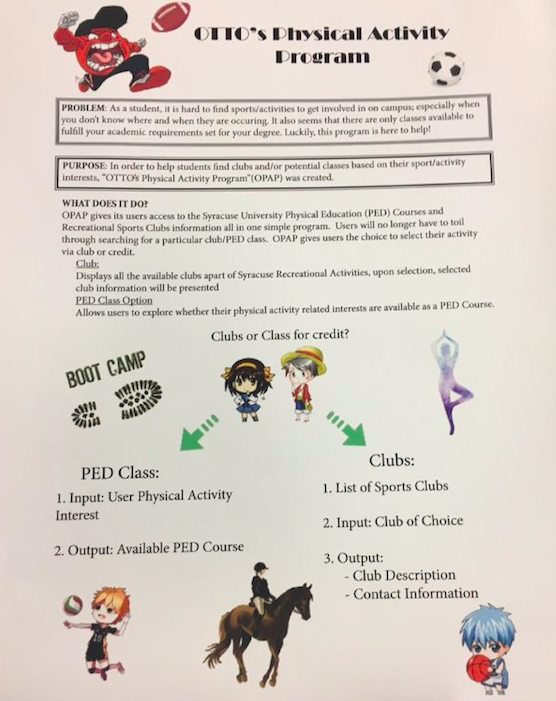 OTTO's Physical Activity
Program
PROBLEM: As a student, it is hard to find sports/activities to get involved in on campus; especially when
you don't know where and when they are occuring. It also seems that there are only classes available to
fulfill your academic requirements set for your degree. Luckily, this program is here to help!
PURPOSE: In order to help students find clubs and/or potential classes based on their sport/activity
interests, "OTTO's Physical Activity Program"(OPAP) was created.
WHAT DOES IT DO?
OPAP gives its users access to the Syracuse University Physical Education (PED) Courses and
Recreational Sports Clubs information all in one simple program. Users will no longer have to toil
through searching for a particular club/PED class. OPAP gives users the choice to select their activity
via club or credit.
Club:
Displays all the available clubs apart of Syracuse Recreational Activities, upon selection, selected
club information will be presented
PED Class Option
Allows users to explore whether their physical activity related interests are available as a PED Course.
Clubs or Class for credit?
BOOT CAMP
PED Class:
1. Input: User Physical Activity
Interest
2. Output: Available PED Course
Clubs:
1. List of Sports Clubs
2. Input: Club of Choice
3. Output:
- Club Description
- Contact Information
10